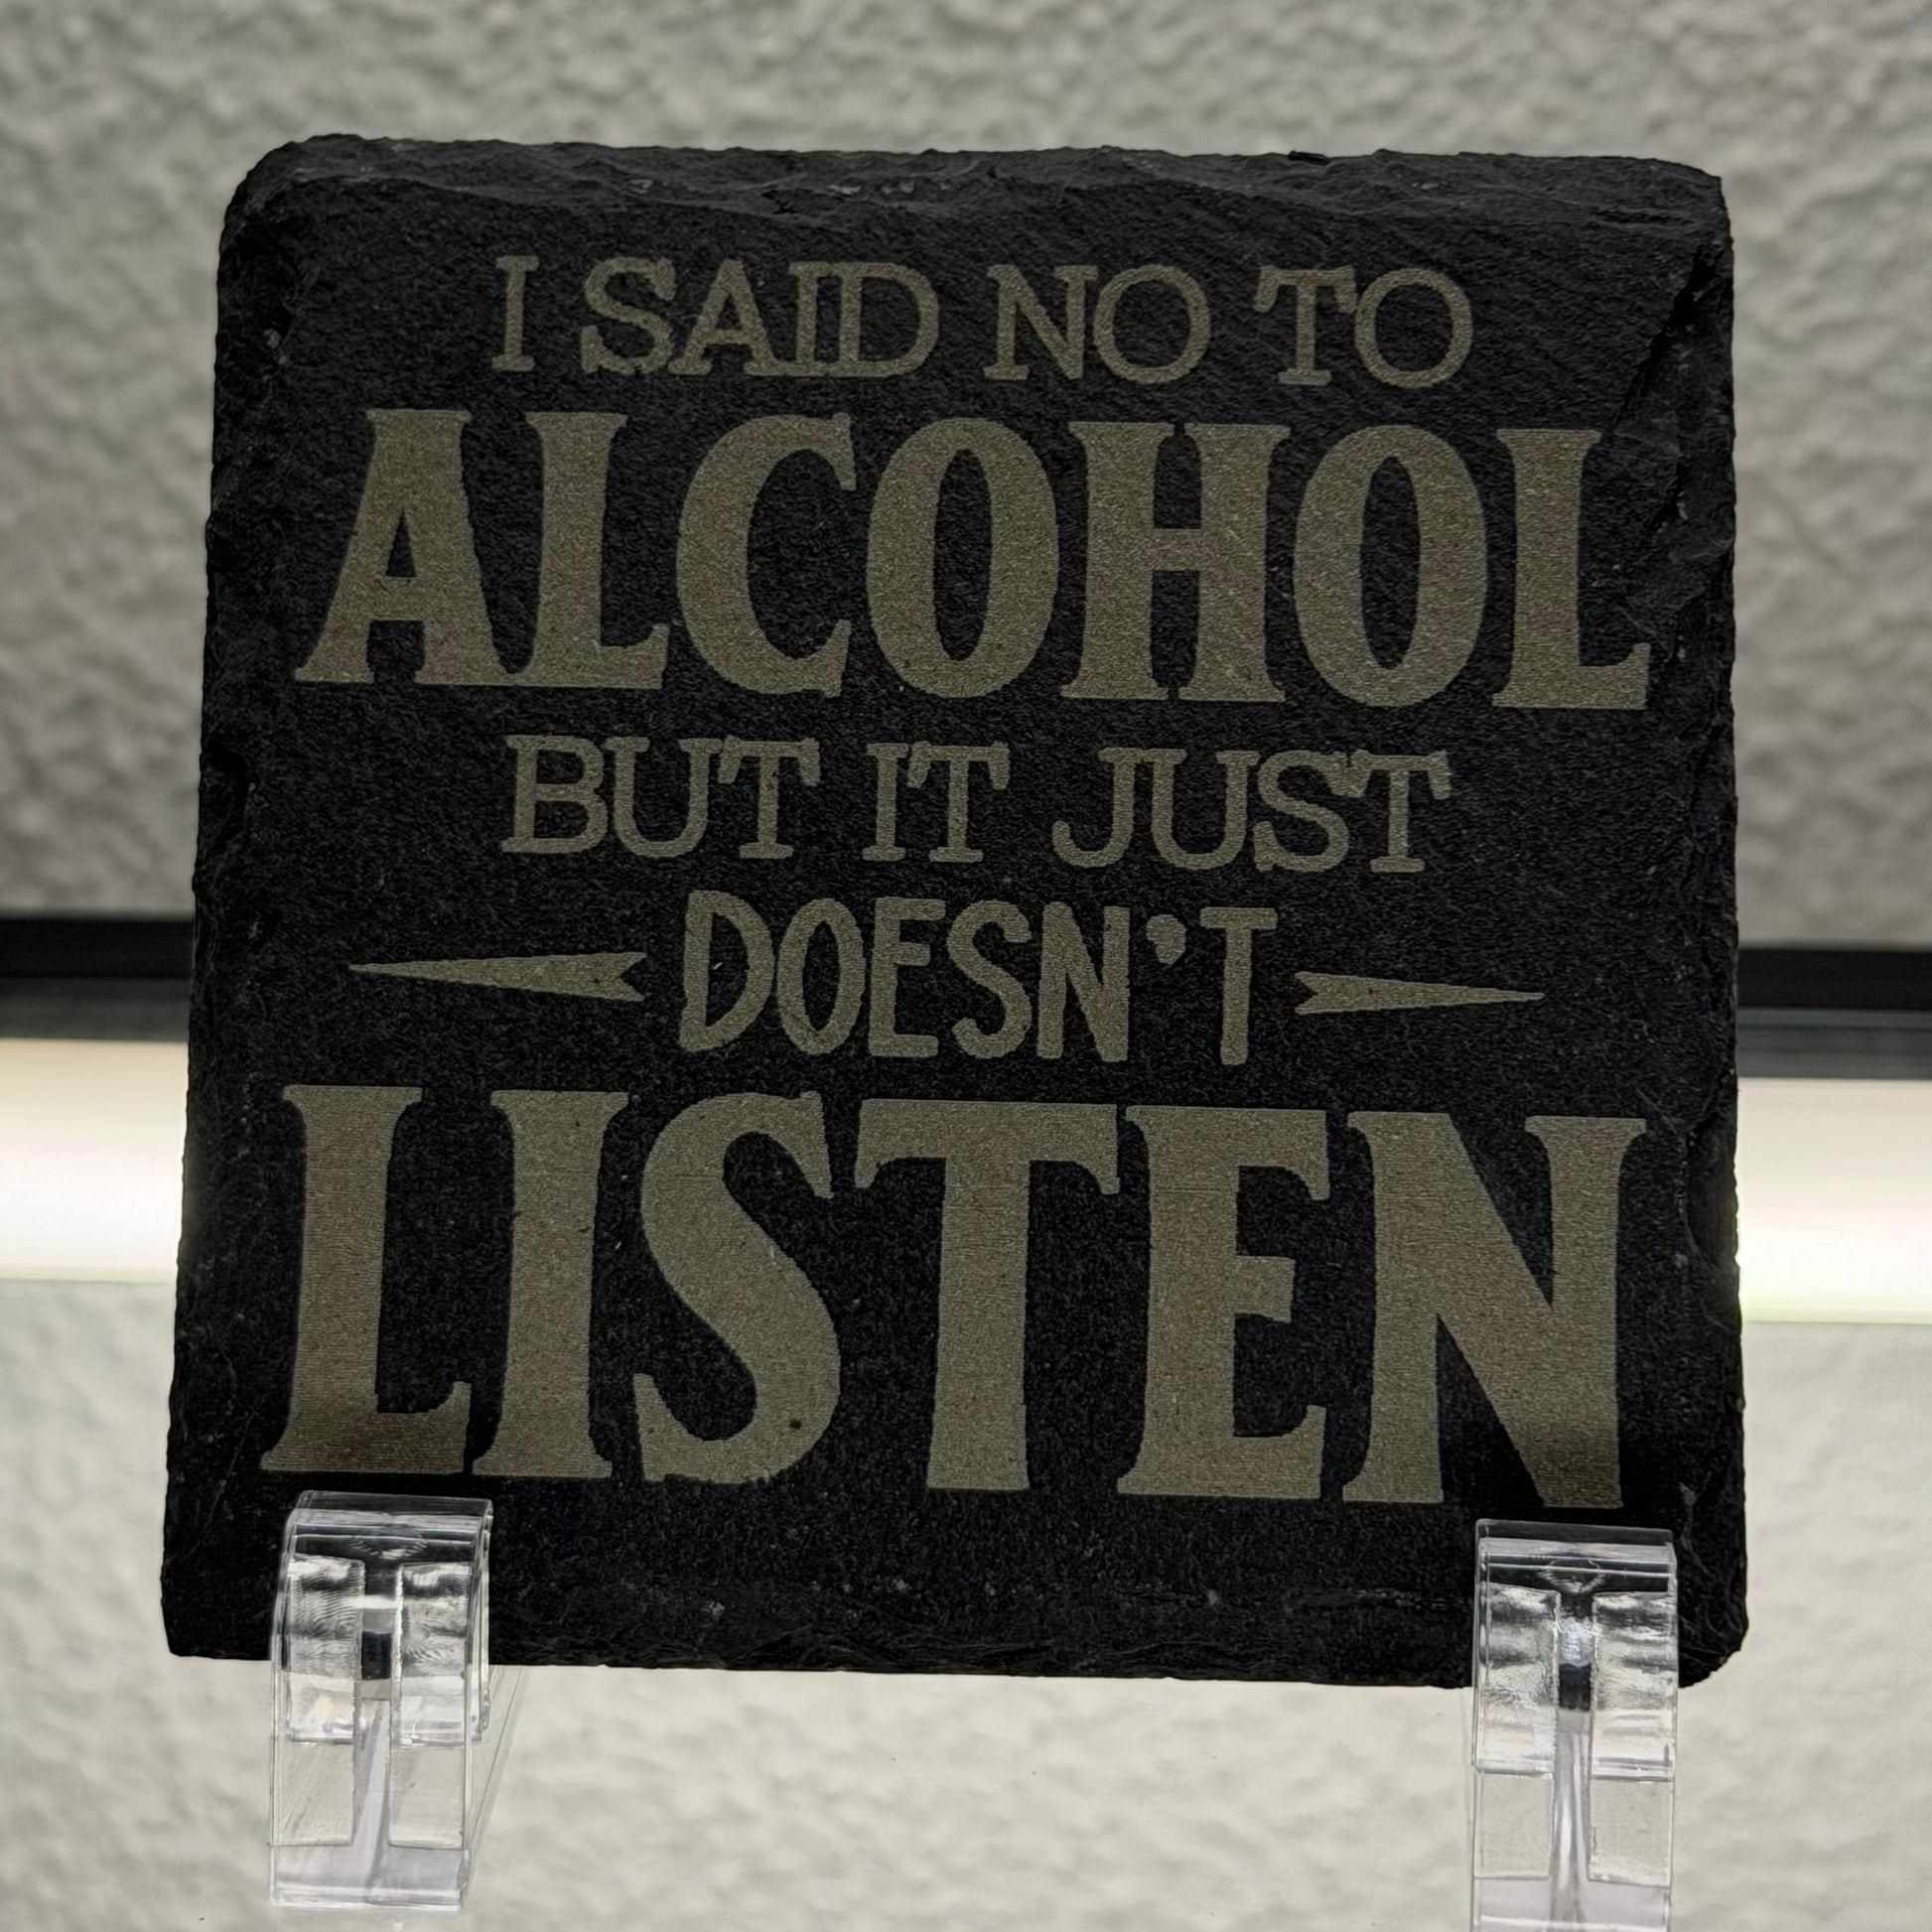 I SAID NO TO
ALCOHOL
BUT IT JUST
DOESN'T
LISTEN